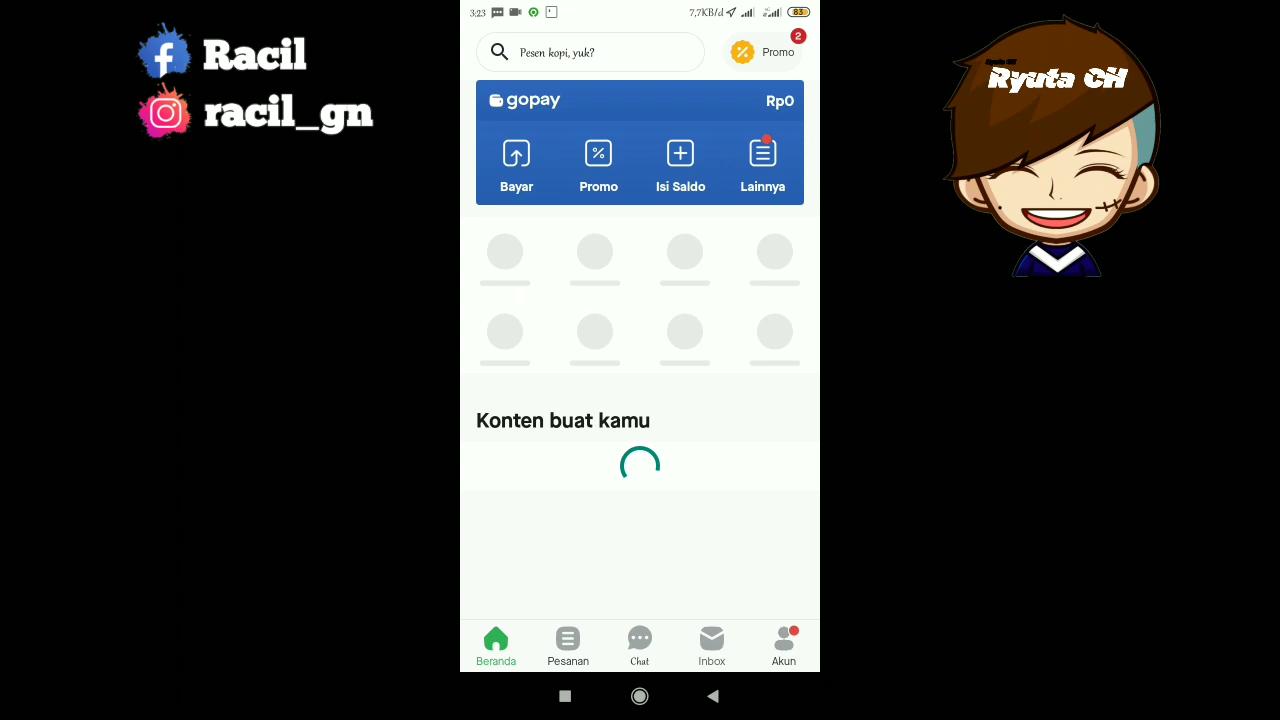 Racil
racil_gn
3:23
7,7KB/d
83
Pesen kopi, yuk?
Promo
2
gopay
Rp0
Bayar
Promo
Isi Saldo
Lainnya
Konten buat kamu
Beranda
Pesanan
Chat
Inbox
Akun
Ryuta CH